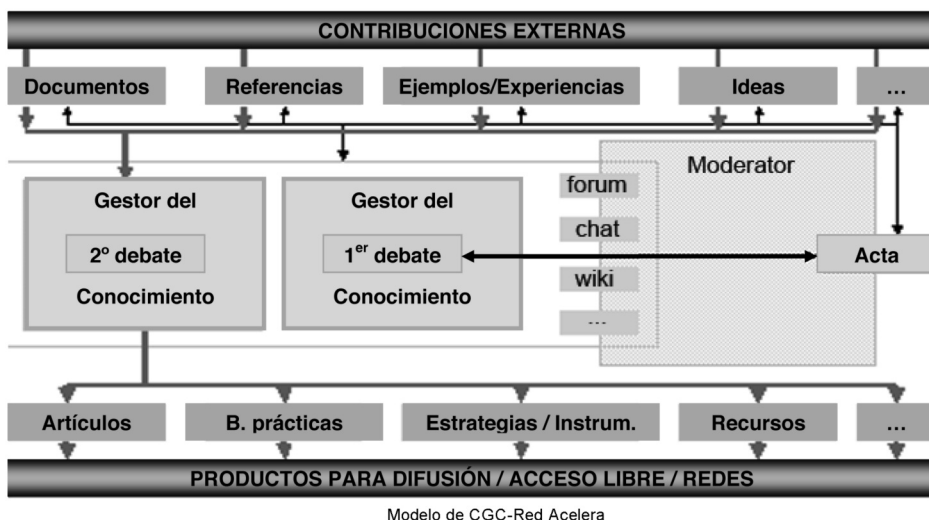 CONTRIBUCIONES EXTERNAS
Documentos
Referencias
Ejemplos/Experiencias
Ideas
...
Gestor del
2º debate
Conocimiento
Gestor del
1er debate
Conocimiento
forum
chat
wiki
...
Moderator
Acta
Artículos
B. prácticas
Estrategias / Instrum.
Recursos
...
PRODUCTOS PARA DIFUSIÓN / ACCESO LIBRE / REDES
Modelo de CGC-Red Acelera